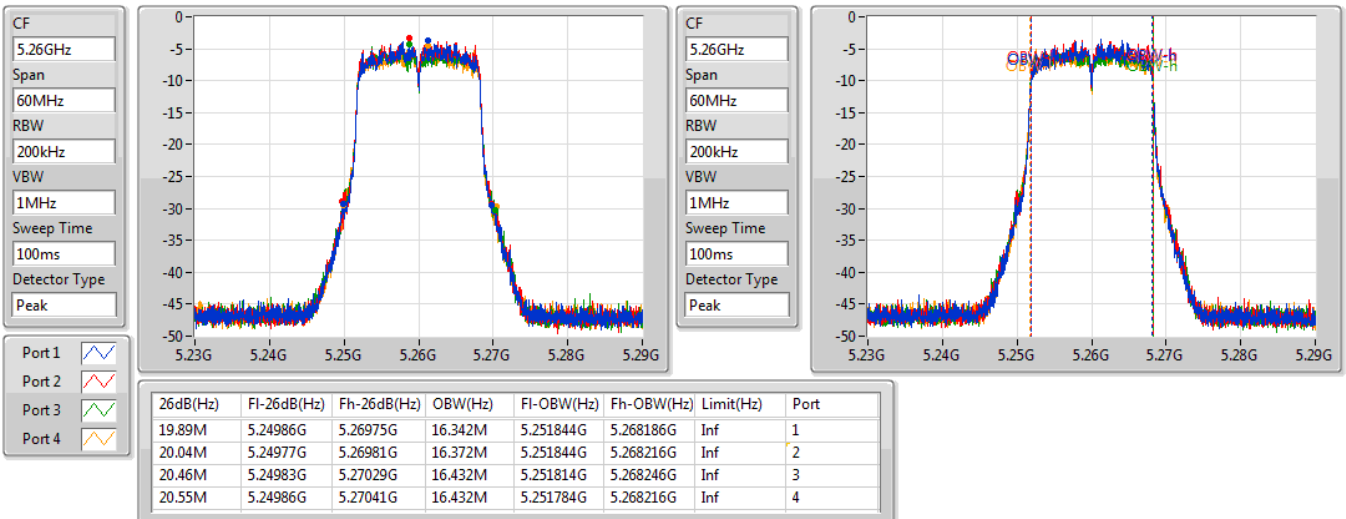 CF
5.26GHz
Span
60MHz
RBW
200kHz
VBW
1MHz
Sweep Time
100ms
Detector Type
Peak
0
-5
-10
-15
-20
-25
-30
-35
-40
-45
-50
5.23G 5.24G 5.25G 5.26G 5.27G 5.28G 5.29G
CF
5.26GHz
Span
60MHz
RBW
200kHz
VBW
1MHz
Sweep Time
100ms
Detector Type
Peak
0
-5
-10
-15
-20
-25
-30
-35
-40
-45
-50
5.23G 5.24G 5.25G 5.26G 5.27G 5.28G 5.29G
OBW-h
Port 1
Port 2
Port 3
Port 4
26dB(Hz) Fl-26dB(Hz) Fh-26dB(Hz) OBW(Hz) Fl-OBW(Hz) Fh-OBW(Hz) Limit(Hz) Port
19.89M 5.24986G 5.26975G 16.342M 5.251844G 5.268186G Inf 1
20.04M 5.24977G 5.26981G 16.372M 5.251844G 5.268216G Inf 2
20.46M 5.24983G 5.27029G 16.432M 5.251814G 5.268246G Inf 3
20.55M 5.24986G 5.27041G 16.432M 5.251784G 5.268216G Inf 4